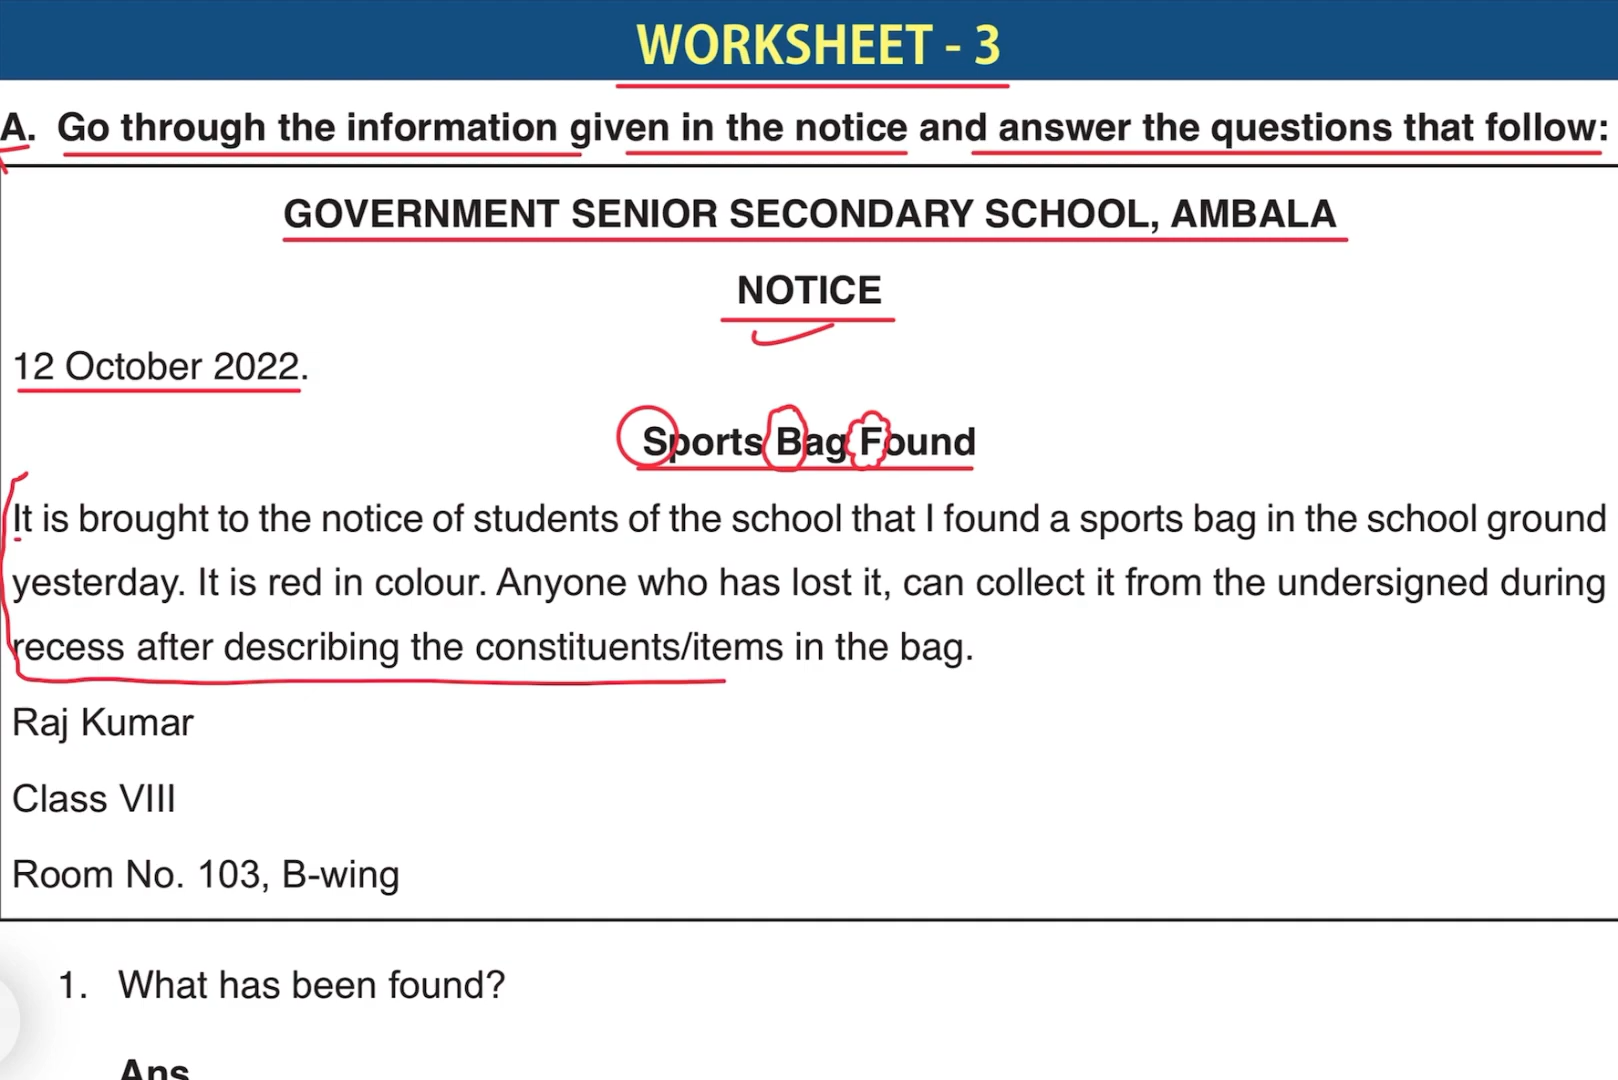 WORKSHEET - 3
A. Go through the information given in the notice and answer the questions that follow:
GOVERNMENT SENIOR SECONDARY SCHOOL, AMBALA
NOTICE
12 October 2022.
Sports Bag Found
It is brought to the notice of students of the school that I found a sports bag in the school ground
yesterday. It is red in colour. Anyone who has lost it, can collect it from the undersigned during
recess after describing the constituents/items in the bag.
Raj Kumar
Class VIII
Room No. 103, B-wing
1. What has been found?
Ans